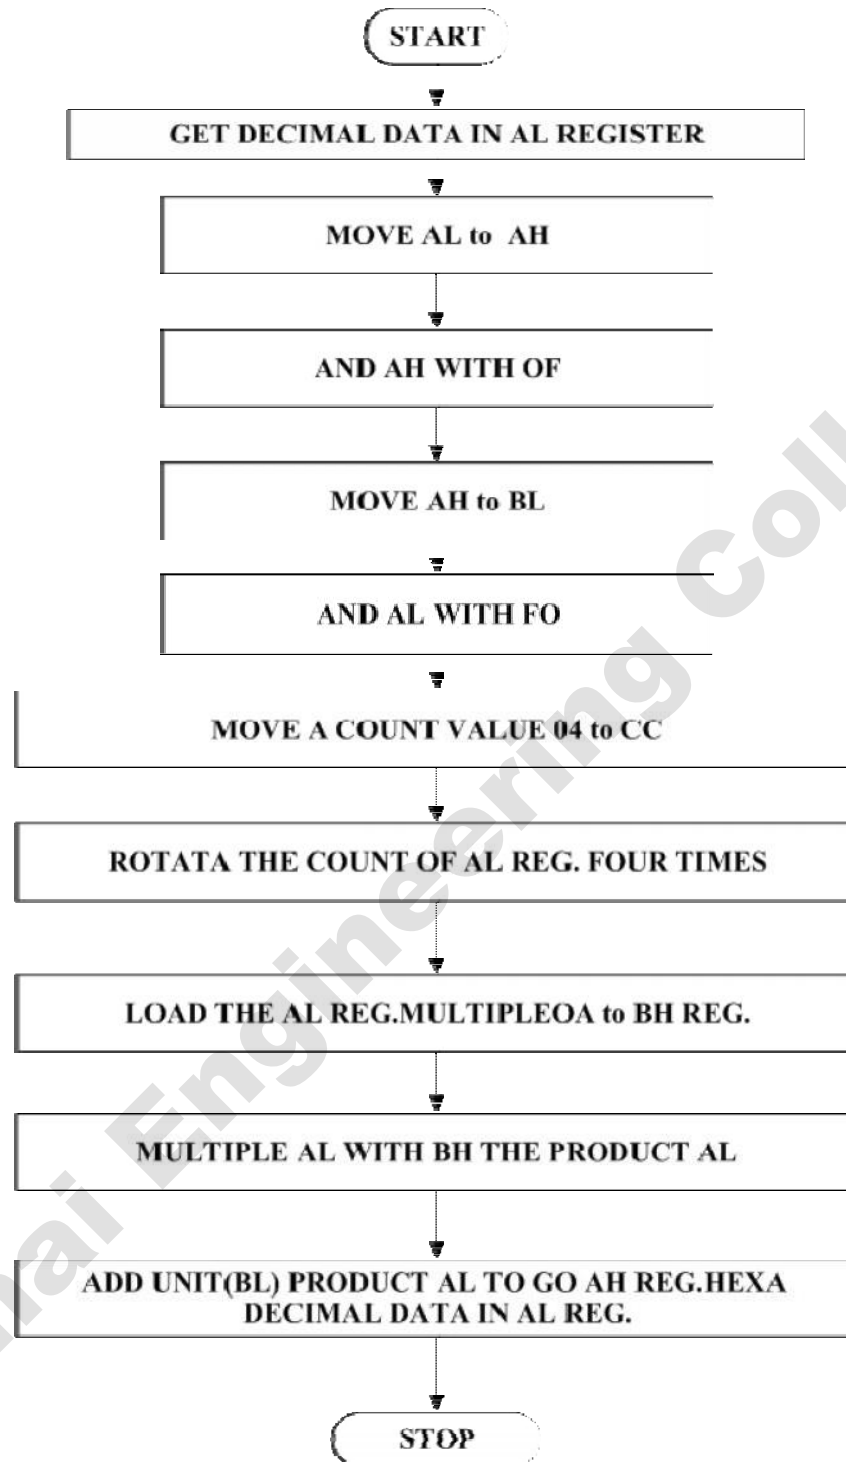 START
GET DECIMAL DATA IN AL REGISTER
MOVE AL to AH
AND AH WITH OF
MOVE AH to BL
AND AL WITH FO
MOVE A COUNT VALUE 04 to CC
ROTATA THE COUNT OF AL REG. FOUR TIMES
LOAD THE AL REG.MULTIPLEOA to BH REG.
MULTIPLE AL WITH BH THE PRODUCT AL
ADD UNIT(BL) PRODUCT AL TO GO AH REG.HEXA
DECIMAL DATA IN AL REG.
STOP
nai Engineering Coll